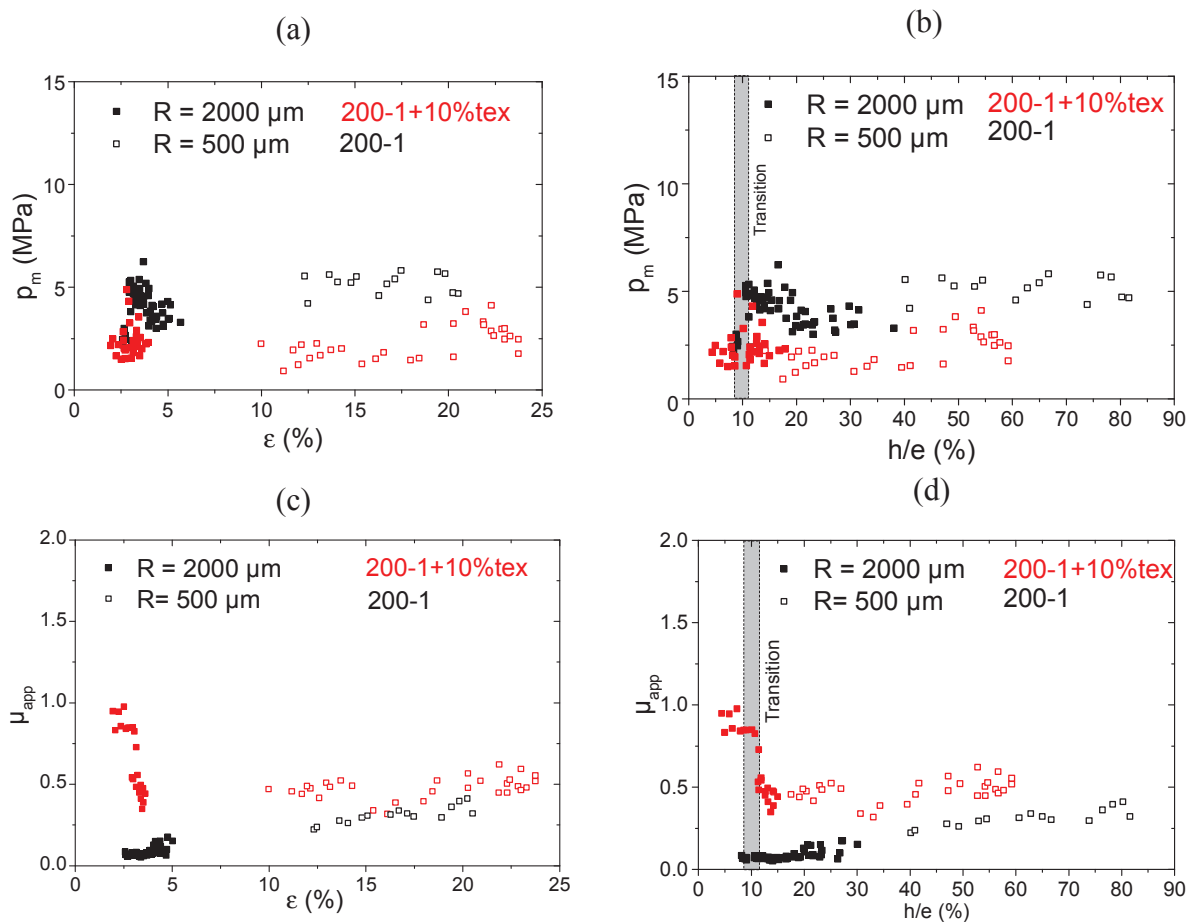 (a)
15
10
5
0
p_m (MPa)
0 5 10 15 20 25
ε (%)
R = 2000 µm 200-1+10%tex
R = 500 µm 200-1
(b)
15
10
5
0
p_m (MPa)
0 10 20 30 40 50 60 70 80 90
h/e (%)
R = 2000 µm 200-1+10%tex
R = 500 µm 200-1
Transition
(c)
2.0
1.5
1.0
0.5
0.0
µ_app
0 5 10 15 20 25
ε (%)
R = 2000 µm 200-1+10%tex
R= 500 µm 200-1
(d)
2.0
1.5
1.0
0.5
0.0
µ_app
0 10 20 30 40 50 60 70 80 90
h/e (%)
R = 2000 µm 200-1+10%tex
R= 500 µm 200-1
Transition